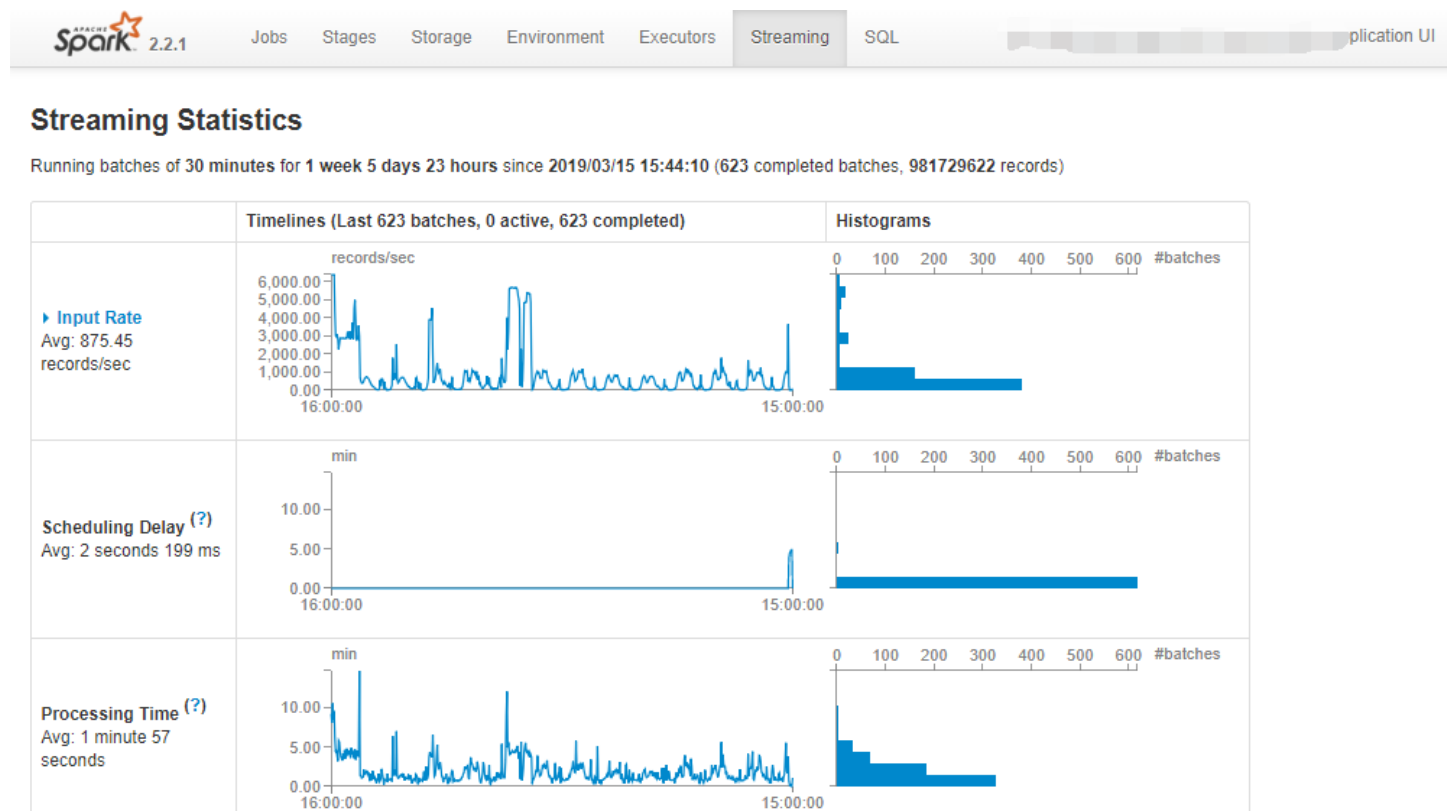 APACHE Spark 2.2.1 Jobs Stages Storage Environment Executors Streaming SQL plication UI
Streaming Statistics
Running batches of 30 minutes for 1 week 5 days 23 hours since 2019/03/15 15:44:10 (623 completed batches, 981729622 records)
Timelines (Last 623 batches, 0 active, 623 completed) Histograms
Input Rate
Avg: 875.45
records/sec
records/sec
6,000.00
5,000.00
4,000.00
3,000.00
2,000.00
1,000.00
0.00
16:00:00 15:00:00
0 100 200 300 400 500 600 #batches
Scheduling Delay (?)
Avg: 2 seconds 199 ms
min
10.00
5.00
0.00
16:00:00 15:00:00
0 100 200 300 400 500 600 #batches
Processing Time (?)
Avg: 1 minute 57
seconds
min
10.00
5.00
0.00
16:00:00 15:00:00
0 100 200 300 400 500 600 #batches